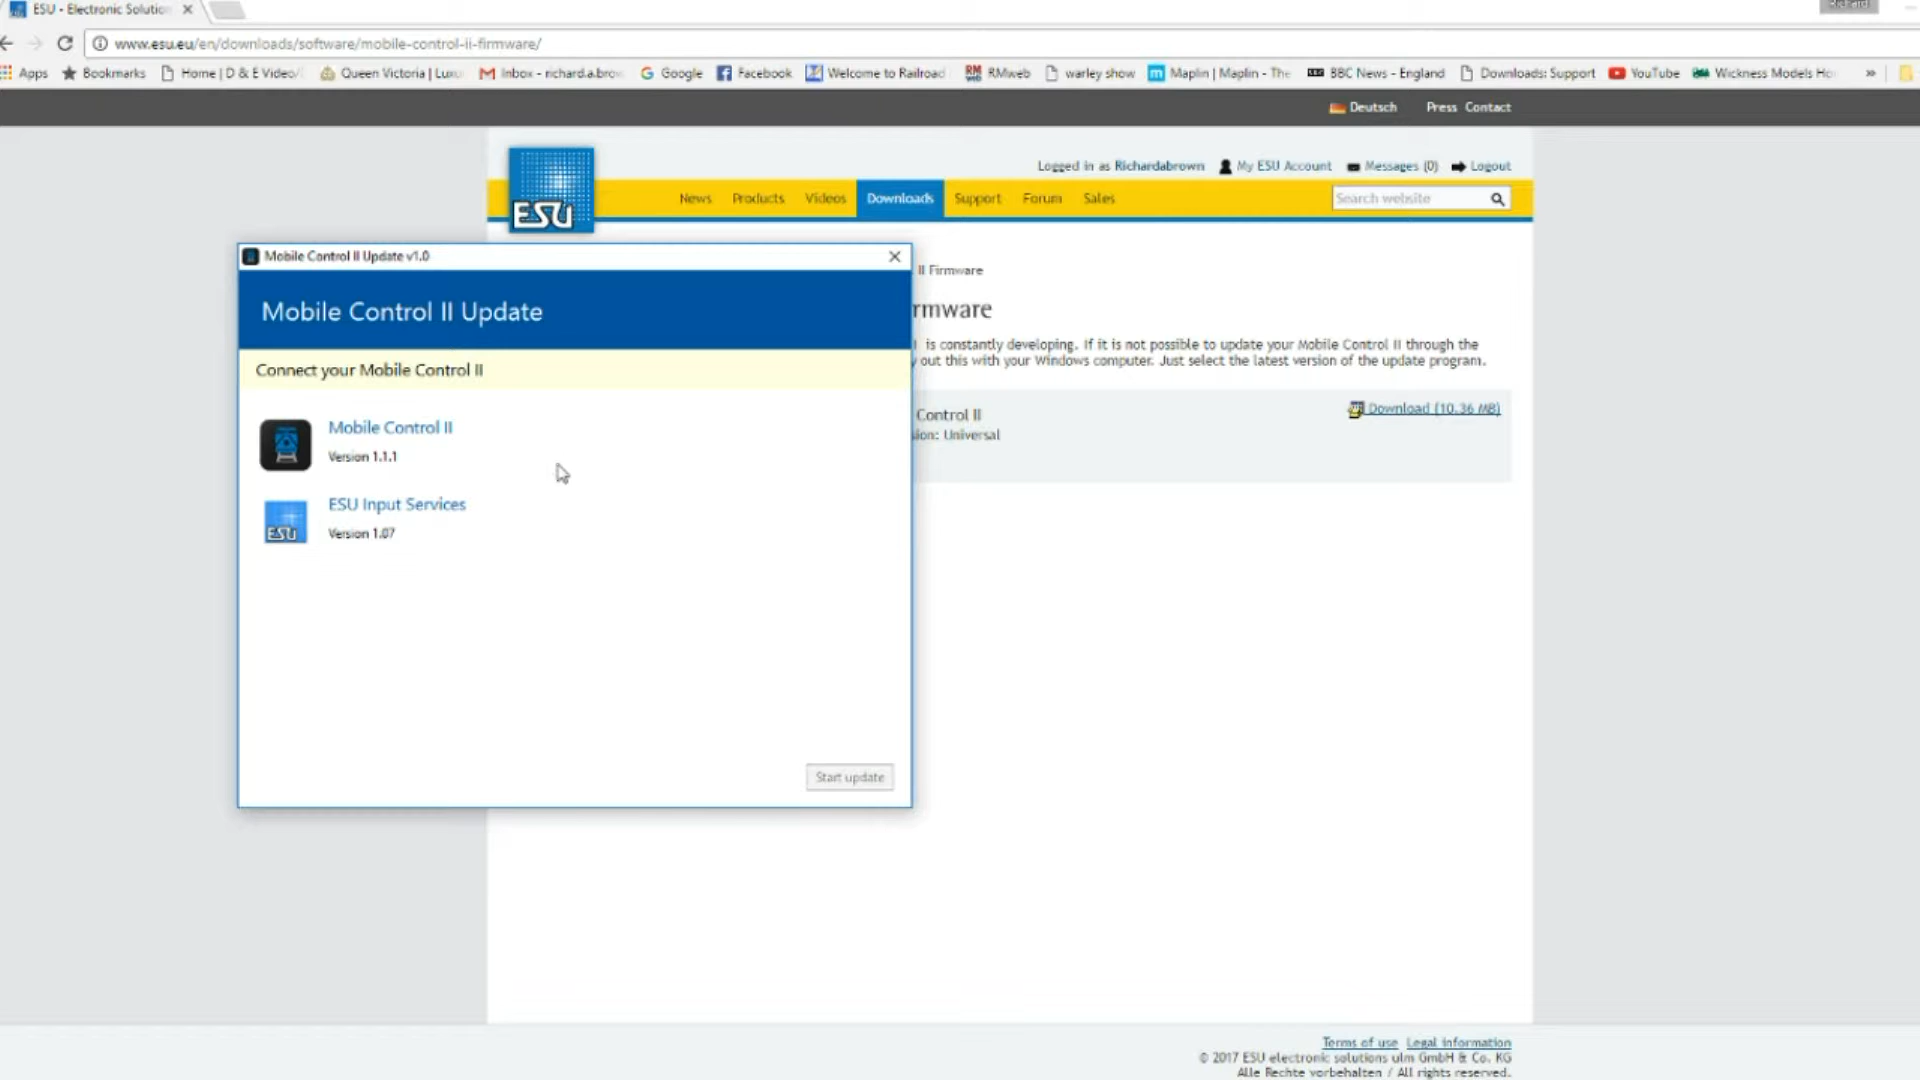 ESU - Electronic Solutio
Richard
www.esu.eu/en/downloads/software/mobile-control-ii-firmware/
Apps
Bookmarks
Home | D & E Video/
Queen Victoria | Luxu
Inbox - richard.a.brow
Google
Facebook
Welcome to Railroad
RMweb
warley show
Maplin | Maplin - The
BBC News - England
Downloads: Support
YouTube
Wickness Models Ho
»
Deutsch
Press Contact
Logged in as Richardabrown
My ESU Account
Messages (0)
Logout
ESU
News
Products
Videos
Downloads
Support
Forum
Sales
Search website
Mobile Control II Update v1.0
II Firmware
Mobile Control II Update
rmware
is constantly developing. If it is not possible to update your Mobile Control II through the
out this with your Windows computer. Just select the latest version of the update program.
Connect your Mobile Control II
Control II
Download (10.36 MB)
sion: Universal
Mobile Control II
Version 1.1.1
ESU Input Services
ESU
Version 1.07
Start update
Terms of use Legal information
© 2017 ESU electronic solutions ulm GmbH & Co. KG
Alle Rechte vorbehalten / All rights reserved.